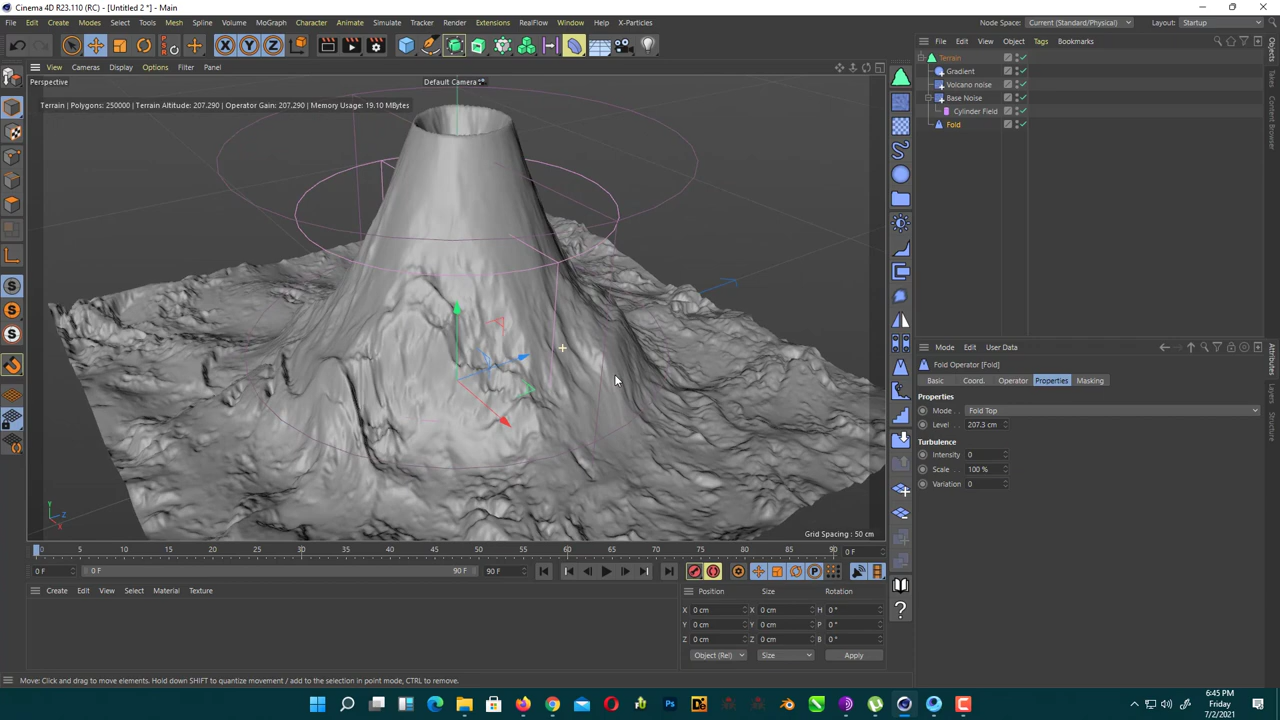 Cinema 4D R23.110 (RC) - [Untitled 2 *] - Main
File Edit Create Modes Select Tools Mesh Spline Volume MoGraph Character Animate Simulate Tracker Render Extensions RealFlow Window Help X-Particles Node Space: Current (Standard/Physical) Layout: Startup
X Y Z
View Cameras Display Options Filter Panel
Perspective
Default Camera
Terrain | Polygons: 250000 | Terrain Altitude: 207.290 | Operator Gain: 207.290 | Memory Usage: 19.10 MBytes
Grid Spacing : 50 cm
Y
Z
X
File Edit View Object Tags Bookmarks
Terrain
Gradient
Volcano noise
Base Noise
Cylinder Field
Fold
Objects
Takes
Content Browser
Mode Edit User Data
Fold Operator [Fold]
Basic Coord. Operator Properties Masking
Properties
Mode . . Fold Top
Level . . 207.3 cm
Turbulence
Intensity 0
Scale . . 100 %
Variation 0
Attributes
Layers
Structure
0 5 10 15 20 25 30 35 40 45 50 55 60 65 70 75 80 85 90 0 F
0 F 0 F 90 F 90 F
Create Edit View Select Material Texture
Position Size Rotation
X 0 cm X 0 cm H 0 °
Y 0 cm Y 0 cm P 0 °
Z 0 cm Z 0 cm B 0 °
Object (Rel) Size Apply
Move: Click and drag to move elements. Hold down SHIFT to quantize movement / add to the selection in point mode, CTRL to remove.
6:45 PM
Friday
7/2/2021